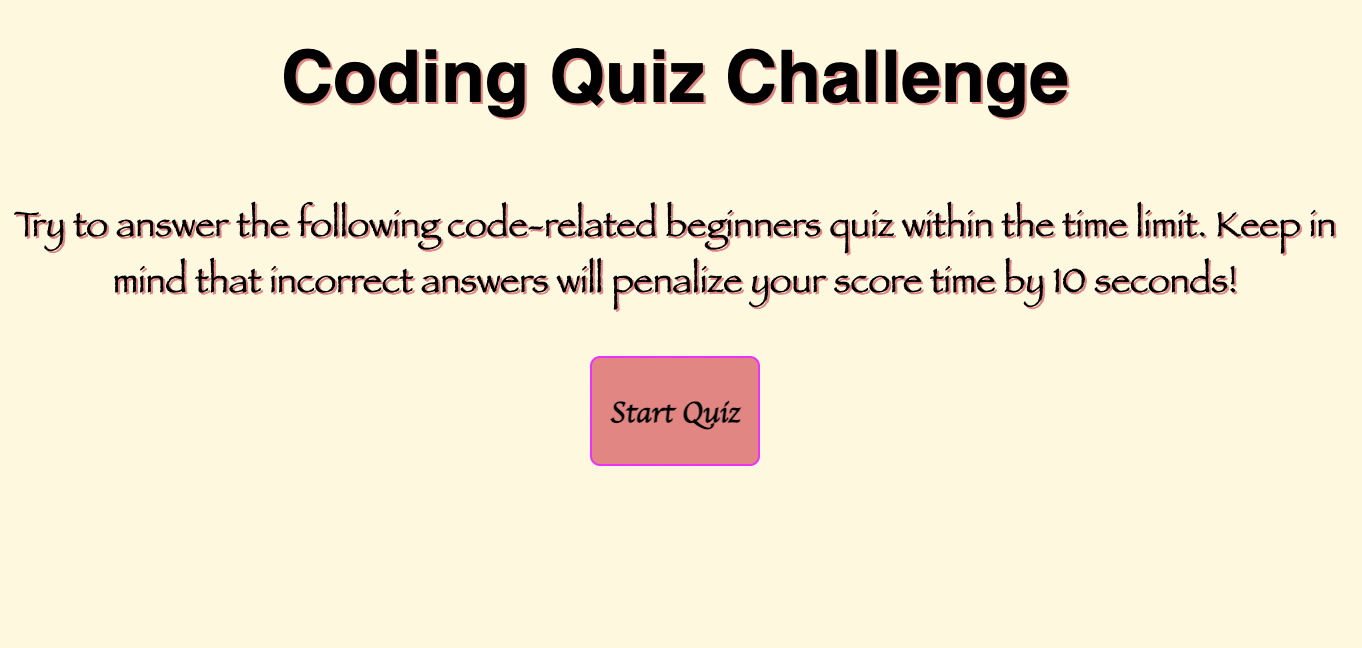 Coding Quiz Challenge
Try to answer the following code-related beginners quiz within the time limit. Keep in
mind that incorrect answers will penalize your score time by 10 seconds!
Start Quiz